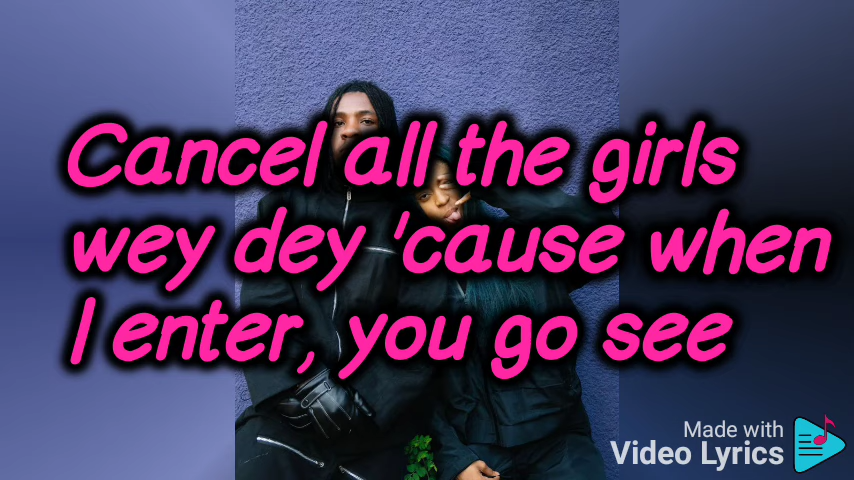 Cancel all the girls
wey dey 'cause when
I enter, you go see
Made with
Video Lyrics